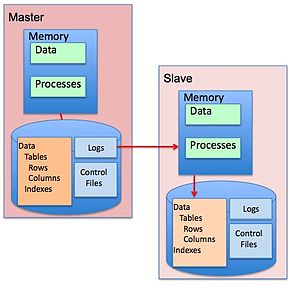 Master
Memory
Data
Processes
Data
Tables
Rows
Columns
Indexes
Logs
Control
Files
Slave
Memory
Data
Processes
Data
Tables
Rows
Columns
Indexes
Logs
Control
Files